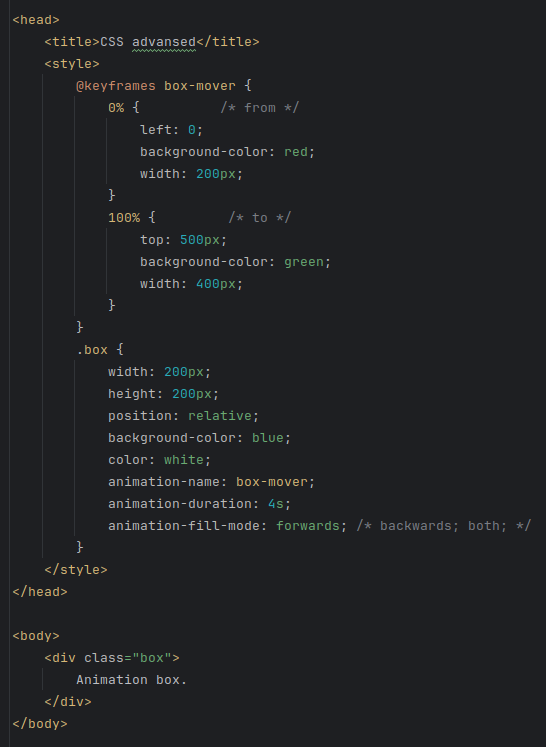 <head>
    <title>CSS advansed</title>
    <style>
        @keyframes box-mover {
            0% {          /* from */
                left: 0;
                background-color: red;
                width: 200px;
            }
            100% {         /* to */
                top: 500px;
                background-color: green;
                width: 400px;
            }
        }
        .box {
            width: 200px;
            height: 200px;
            position: relative;
            background-color: blue;
            color: white;
            animation-name: box-mover;
            animation-duration: 4s;
            animation-fill-mode: forwards; /* backwards; both; */
        }
    </style>
</head>

<body>
    <div class="box">
        Animation box.
    </div>
</body>